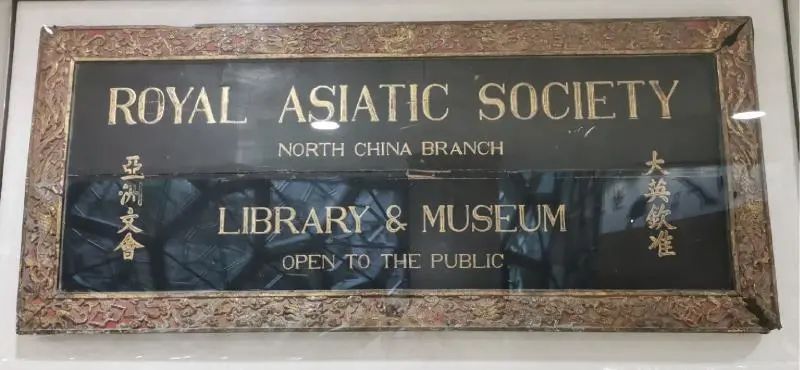 ROYAL ASIATIC SOCIETY
NORTH CHINA BRANCH
大英欽准
亞洲文會
LIBRARY & MUSEUM
OPEN TO THE PUBLIC